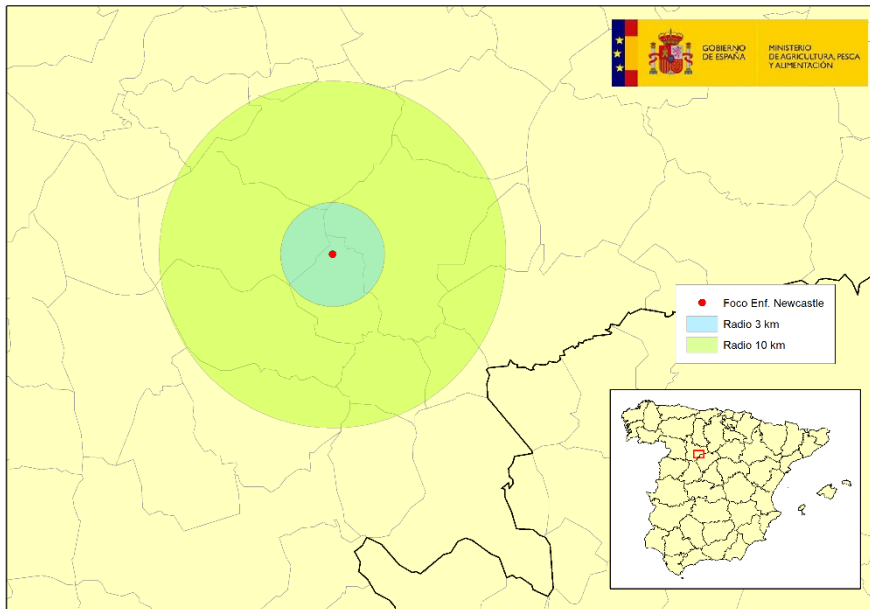 GOBIERNO
DE ESPAÑA
MINISTERIO
DE AGRICULTURA, PESCA
Y ALIMENTACIÓN
Foco Enf. Newcastle
Radio 3 km
Radio 10 km